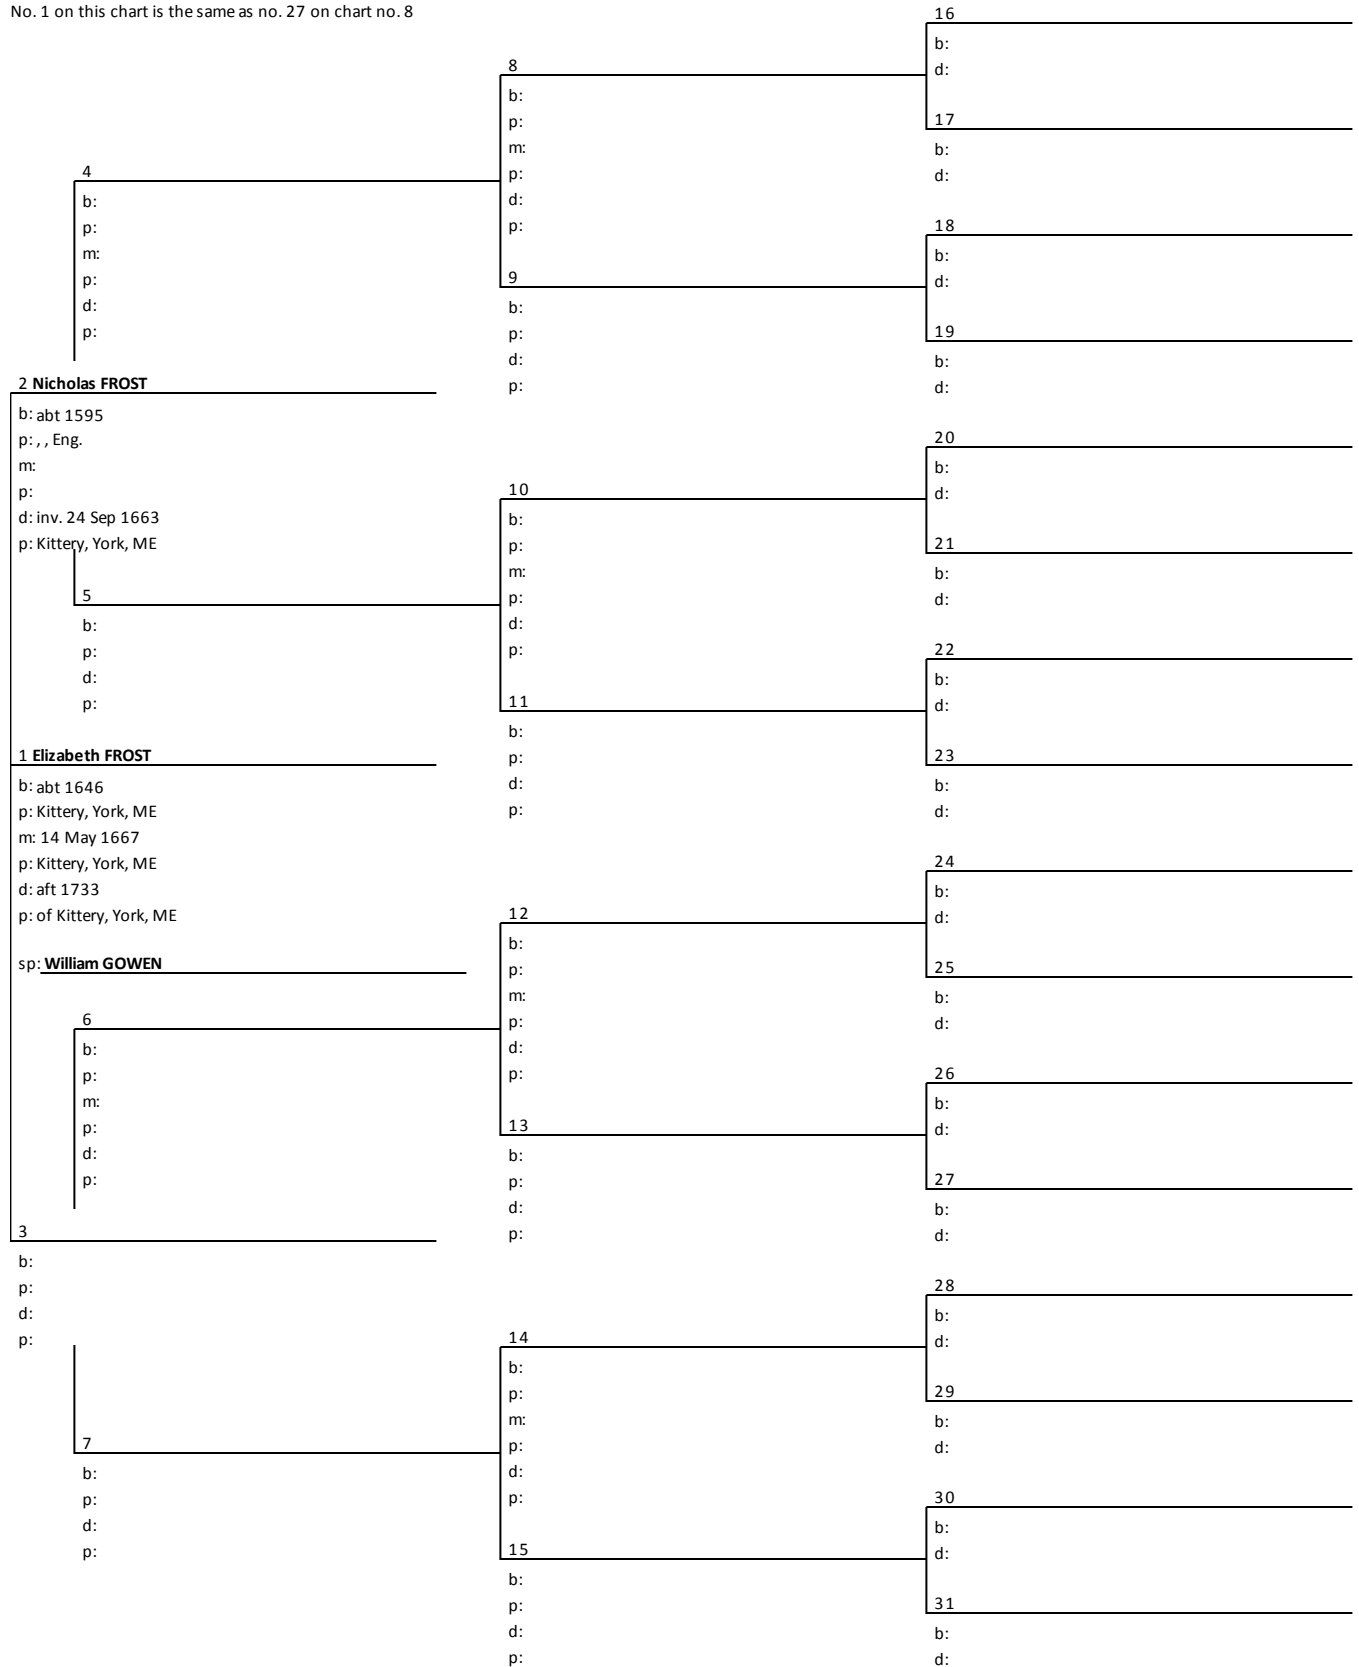 No. 1 on this chart is the same as no. 27 on chart no. 8
2 Nicholas FROST
b: abt 1595
p: , , Eng.
m:
p:
d: inv. 24 Sep 1663
p: Kittery, York, ME
1 Elizabeth FROST
b: abt 1646
p: Kittery, York, ME
m: 14 May 1667
p: Kittery, York, ME
d: aft 1733
p: of Kittery, York, ME
sp: William GOWEN
3
b:
p:
d:
p:
4
b:
p:
m:
p:
d:
p:
5
b:
p:
d:
p:
6
b:
p:
m:
p:
d:
p:
7
b:
p:
d:
p:
8
b:
p:
m:
p:
d:
p:
9
b:
p:
d:
p:
10
b:
p:
m:
p:
d:
p:
11
b:
p:
d:
p:
12
b:
p:
m:
p:
d:
p:
13
b:
p:
d:
p:
14
b:
p:
m:
p:
d:
p:
15
b:
p:
d:
p:
16
b:
d:
17
b:
d:
18
b:
d:
19
b:
d:
20
b:
d:
21
b:
d:
22
b:
d:
23
b:
d:
24
b:
d:
25
b:
d:
26
b:
d:
27
b:
d:
28
b:
d:
29
b:
d:
30
b:
d:
31
b:
d: